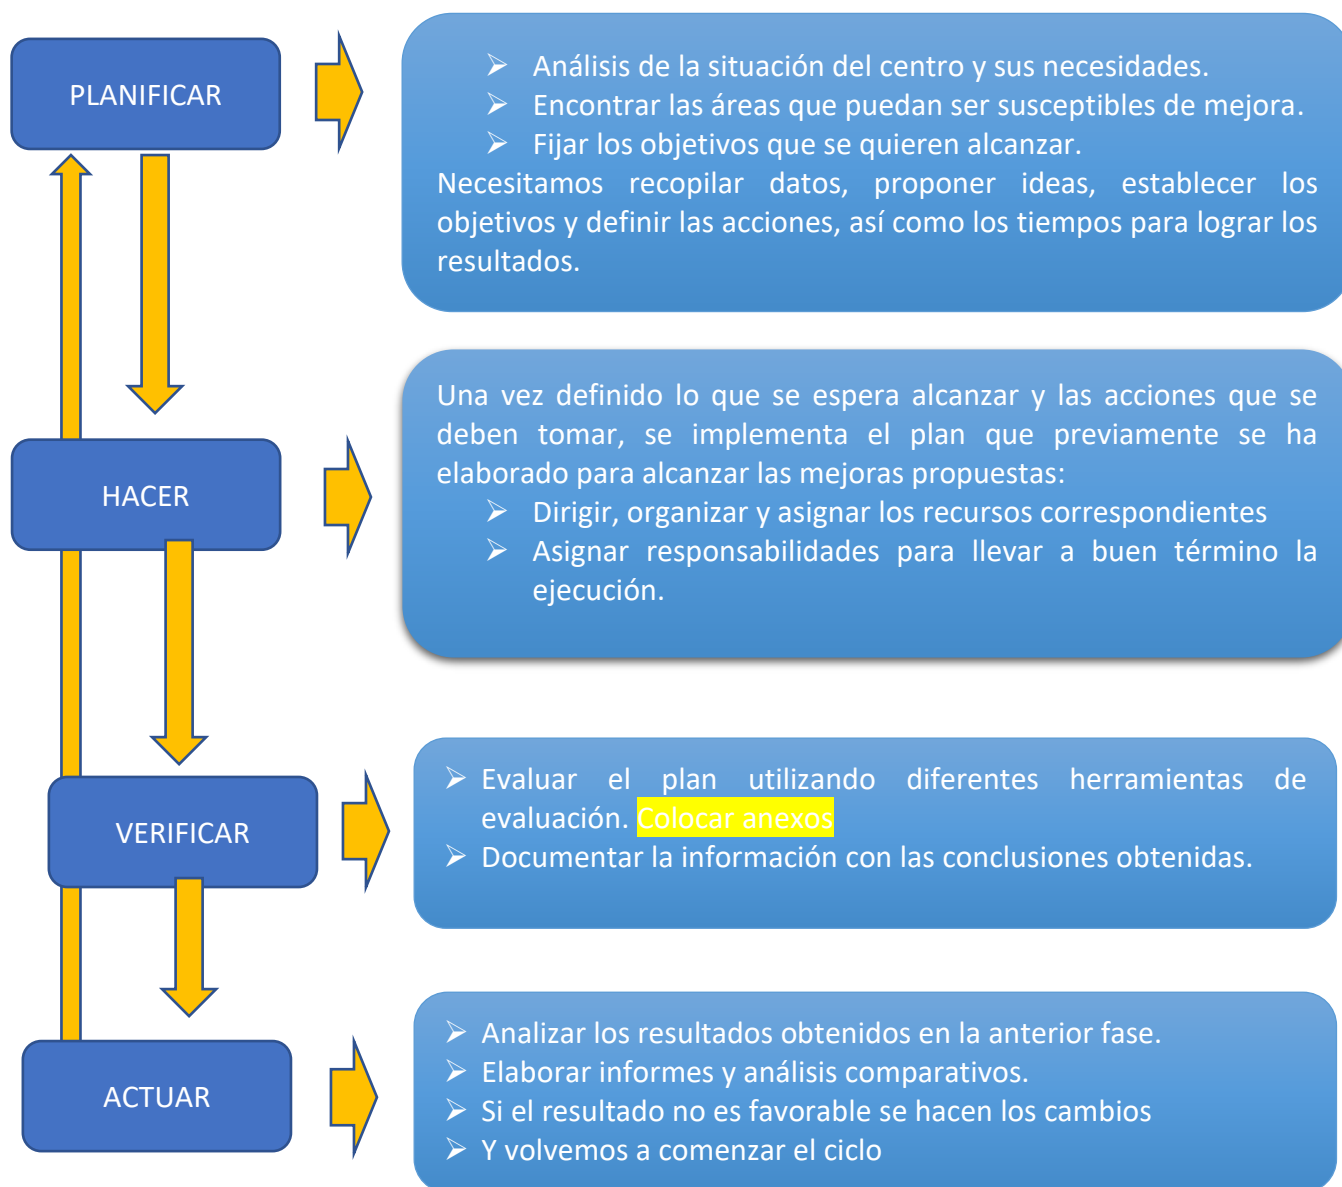 PLANIFICAR
➢ Análisis de la situación del centro y sus necesidades.
➢ Encontrar las áreas que puedan ser susceptibles de mejora.
➢ Fijar los objetivos que se quieren alcanzar.
Necesitamos recopilar datos, proponer ideas, establecer los
objetivos y definir las acciones, así como los tiempos para lograr los
resultados.
HACER
Una vez definido lo que se espera alcanzar y las acciones que se
deben tomar, se implementa el plan que previamente se ha
elaborado para alcanzar las mejoras propuestas:
➢ Dirigir, organizar y asignar los recursos correspondientes
➢ Asignar responsabilidades para llevar a buen término la
ejecución.
VERIFICAR
➢ Evaluar el plan utilizando diferentes herramientas de
evaluación. Colocar anexos
➢ Documentar la información con las conclusiones obtenidas.
ACTUAR
➢ Analizar los resultados obtenidos en la anterior fase.
➢ Elaborar informes y análisis comparativos.
➢ Si el resultado no es favorable se hacen los cambios
➢ Y volvemos a comenzar el ciclo